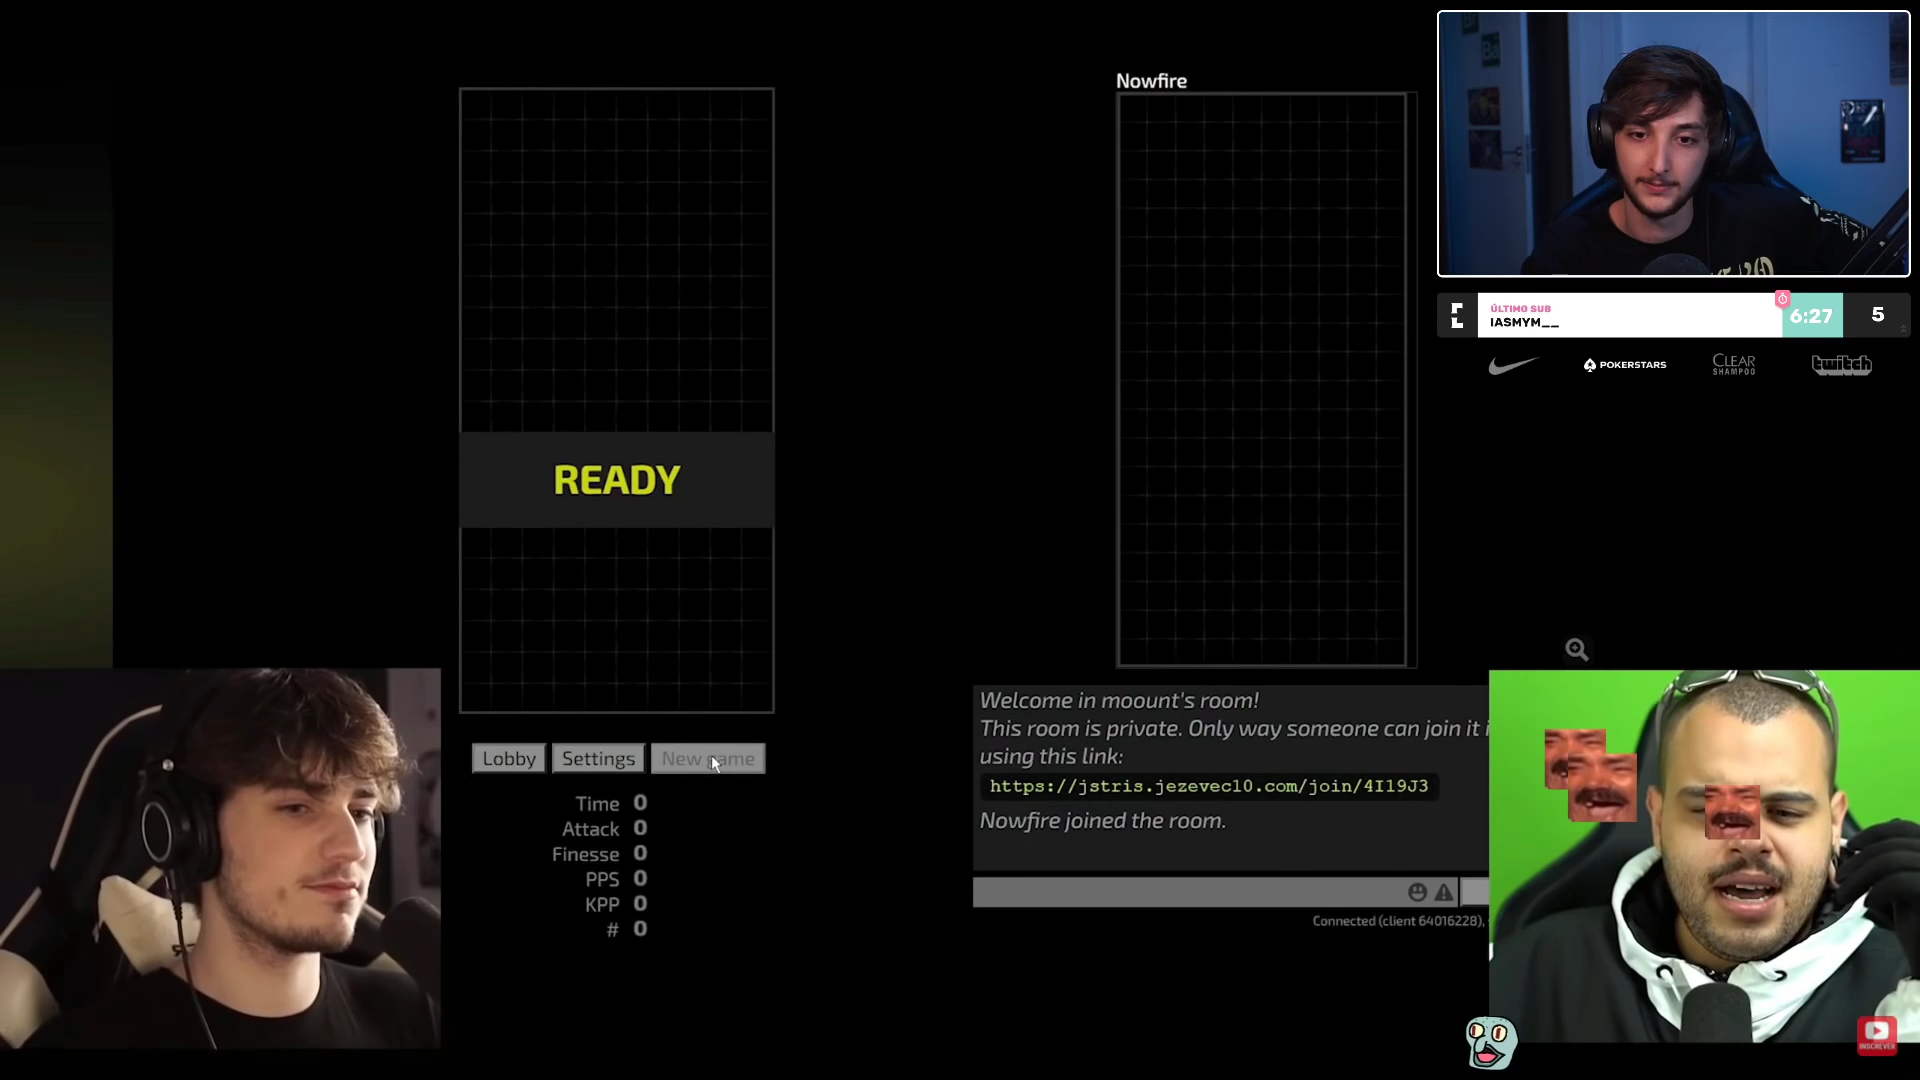 Nowfire
READY
Lobby
Settings
New game
Time 0
Attack 0
Finesse 0
PPS 0
KPP 0
# 0
Welcome in moount's room!
This room is private. Only way someone can join it
using this link:
https://jstris.jezevec10.com/join/4I19J3
Nowfire joined the room.
Connected (client 64016228),
ÚLTIMO SUB
IASMYM__
6:27
5
POKERSTARS
CLEAR
SHAMPOO
twitch
INSCREVER